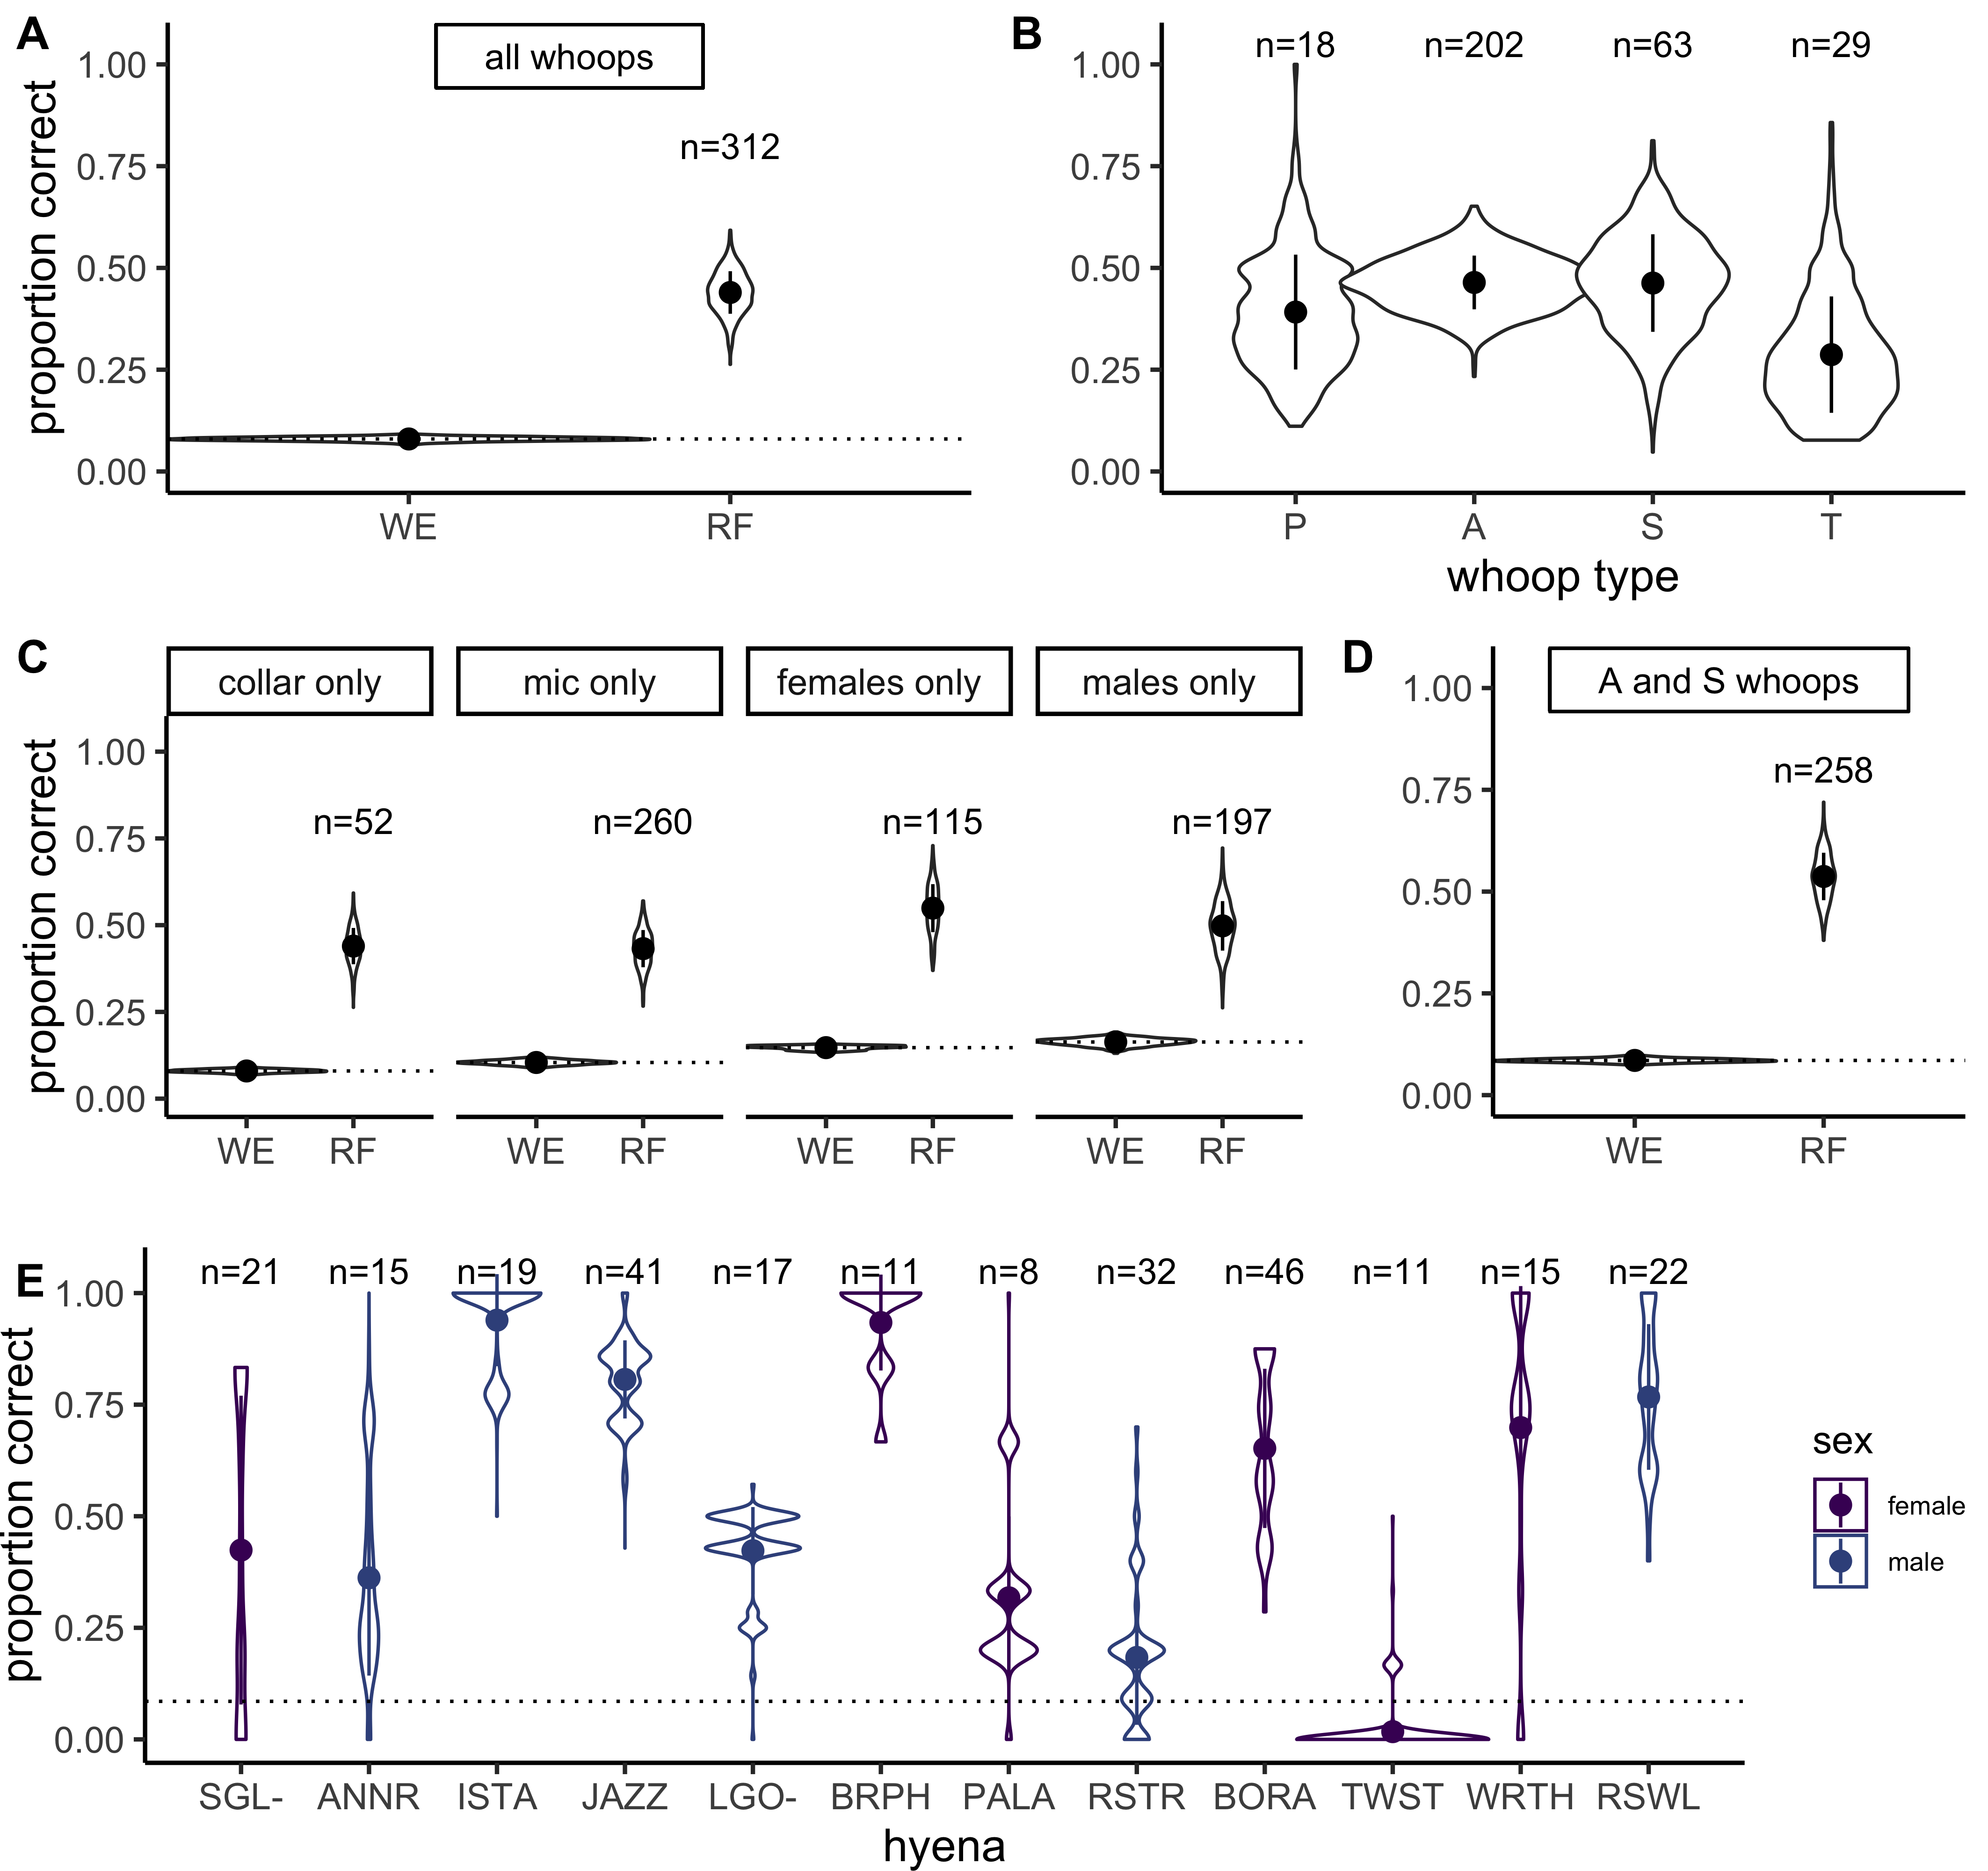 A
all whoops
n=312
proportion correct
1.00
0.75
0.50
0.25
0.00
WE RF
B
n=18 n=202 n=63 n=29
1.00
0.75
0.50
0.25
0.00
P A S T
whoop type
C
collar only mic only females only males only
n=52 n=260 n=115 n=197
proportion correct
1.00
0.75
0.50
0.25
0.00
WE RF WE RF WE RF WE RF
D
A and S whoops
n=258
1.00
0.75
0.50
0.25
0.00
WE RF
E
n=21 n=15 n=19 n=41 n=17 n=11 n=8 n=32 n=46 n=11 n=15 n=22
proportion correct
1.00
0.75
0.50
0.25
0.00
SGL- ANNR ISTA JAZZ LGO- BRPH PALA RSTR BORA TWST WRTH RSWL
hyena
sex
female
male